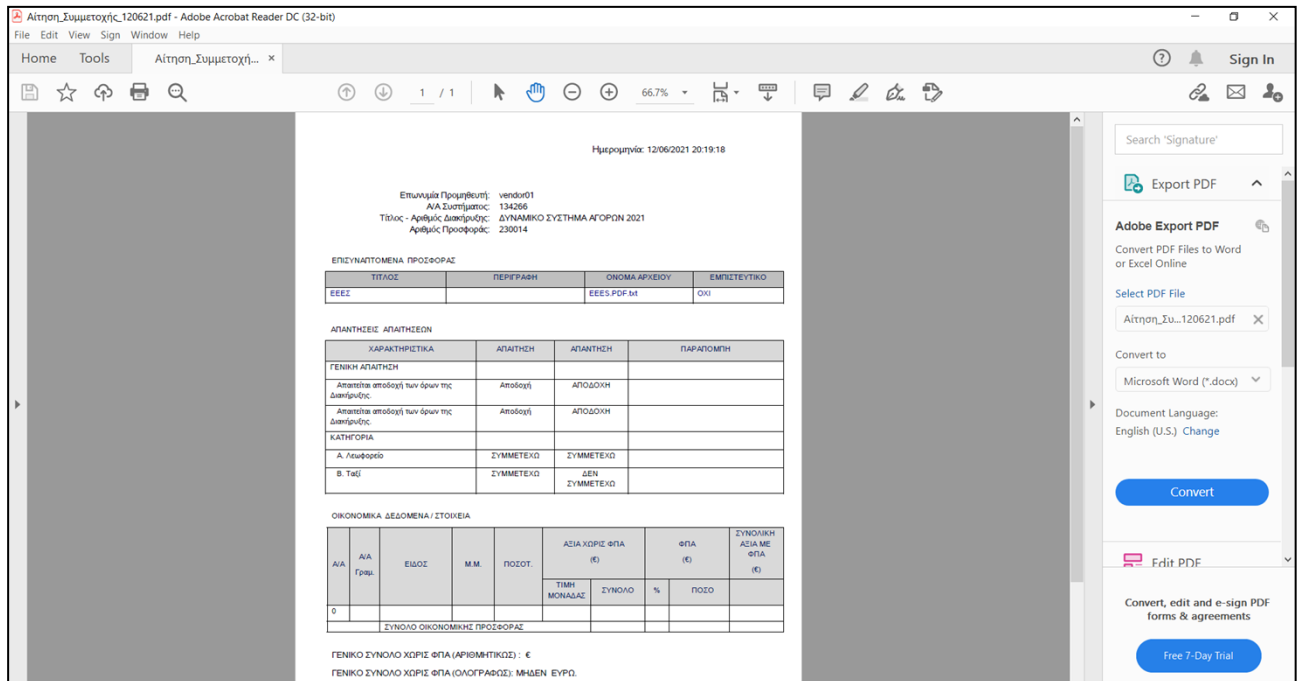 Αίτηση_Συμμετοχής_120621.pdf - Adobe Acrobat Reader DC (32-bit)
File Edit View Sign Window Help
Home Tools Αίτηση_Συμμετοχή... × ? Sign In
1 / 1 66.7%
Search 'Signature'
Export PDF
Adobe Export PDF
Convert PDF Files to Word
or Excel Online
Select PDF File
Αίτηση_Συ...120621.pdf X
Convert to
Microsoft Word (*.docx)
Document Language:
English (U.S.) Change
Convert
Edit PDF
Convert, edit and e-sign PDF
forms & agreements
Free 7-Day Trial
Ημερομηνία: 12/06/2021 20:19:18
Επωνυμία Προμηθευτή: vendor01
Α/Α Συστήματος: 134266
Τίτλος - Αριθμός Διακήρυξης: ΔΥΝΑΜΙΚΟ ΣΥΣΤΗΜΑ ΑΓΟΡΩΝ 2021
Αριθμός Προσφοράς: 230014
ΕΠΙΣΥΝΑΠΤΟΜΕΝΑ ΠΡΟΣΦΟΡΑΣ
ΤΙΤΛΟΣ ΠΕΡΙΓΡΑΦΗ ΟΝΟΜΑ ΑΡΧΕΙΟΥ ΕΜΠΙΣΤΕΥΤΙΚΟ
ΕΕΕΣ EEES.PDF.txt ΟΧΙ
ΑΠΑΝΤΗΣΕΙΣ ΑΠΑΙΤΗΣΕΩΝ
ΧΑΡΑΚΤΗΡΙΣΤΙΚΑ ΑΠΑΙΤΗΣΗ ΑΠΑΝΤΗΣΗ ΠΑΡΑΠΟΜΠΗ
ΓΕΝΙΚΗ ΑΠΑΙΤΗΣΗ
Απαιτείται αποδοχή των όρων της Αποδοχή ΑΠΟΔΟΧΗ
Διακήρυξης.
Απαιτείται αποδοχή των όρων της Αποδοχή ΑΠΟΔΟΧΗ
Διακήρυξης.
ΚΑΤΗΓΟΡΙΑ
Α. Λεωφορείο ΣΥΜΜΕΤΕΧΩ ΣΥΜΜΕΤΕΧΩ
Β. Ταξί ΣΥΜΜΕΤΕΧΩ ΔΕΝ
ΣΥΜΜΕΤΕΧΩ
ΟΙΚΟΝΟΜΙΚΑ ΔΕΔΟΜΕΝΑ / ΣΤΟΙΧΕΙΑ
Α/Α Α/Α Γραμ. ΕΙΔΟΣ Μ.Μ. ΠΟΣΟΤ. ΑΞΙΑ ΧΩΡΙΣ ΦΠΑ (€) ΦΠΑ (€) ΣΥΝΟΛΙΚΗ ΑΞΙΑ ΜΕ ΦΠΑ (€)
ΤΙΜΗ ΜΟΝΑΔΑΣ ΣΥΝΟΛΟ % ΠΟΣΟ
0
ΣΥΝΟΛΟ ΟΙΚΟΝΟΜΙΚΗΣ ΠΡΟΣΦΟΡΑΣ
ΓΕΝΙΚΟ ΣΥΝΟΛΟ ΧΩΡΙΣ ΦΠΑ (ΑΡΙΘΜΗΤΙΚΩΣ) : €
ΓΕΝΙΚΟ ΣΥΝΟΛΟ ΧΩΡΙΣ ΦΠΑ (ΟΛΟΓΡΑΦΩΣ): ΜΗΔΕΝ ΕΥΡΩ.